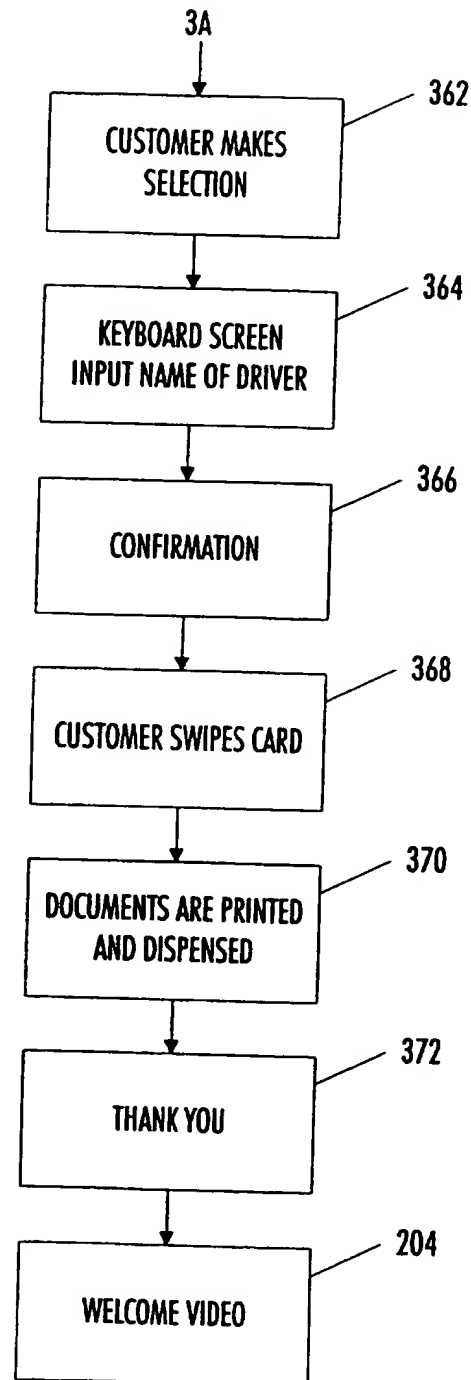 3A
362
CUSTOMER MAKES
SELECTION
364
KEYBOARD SCREEN
INPUT NAME OF DRIVER
366
CONFIRMATION
368
CUSTOMER SWIPES CARD
370
DOCUMENTS ARE PRINTED
AND DISPENSED
372
THANK YOU
204
WELCOME VIDEO